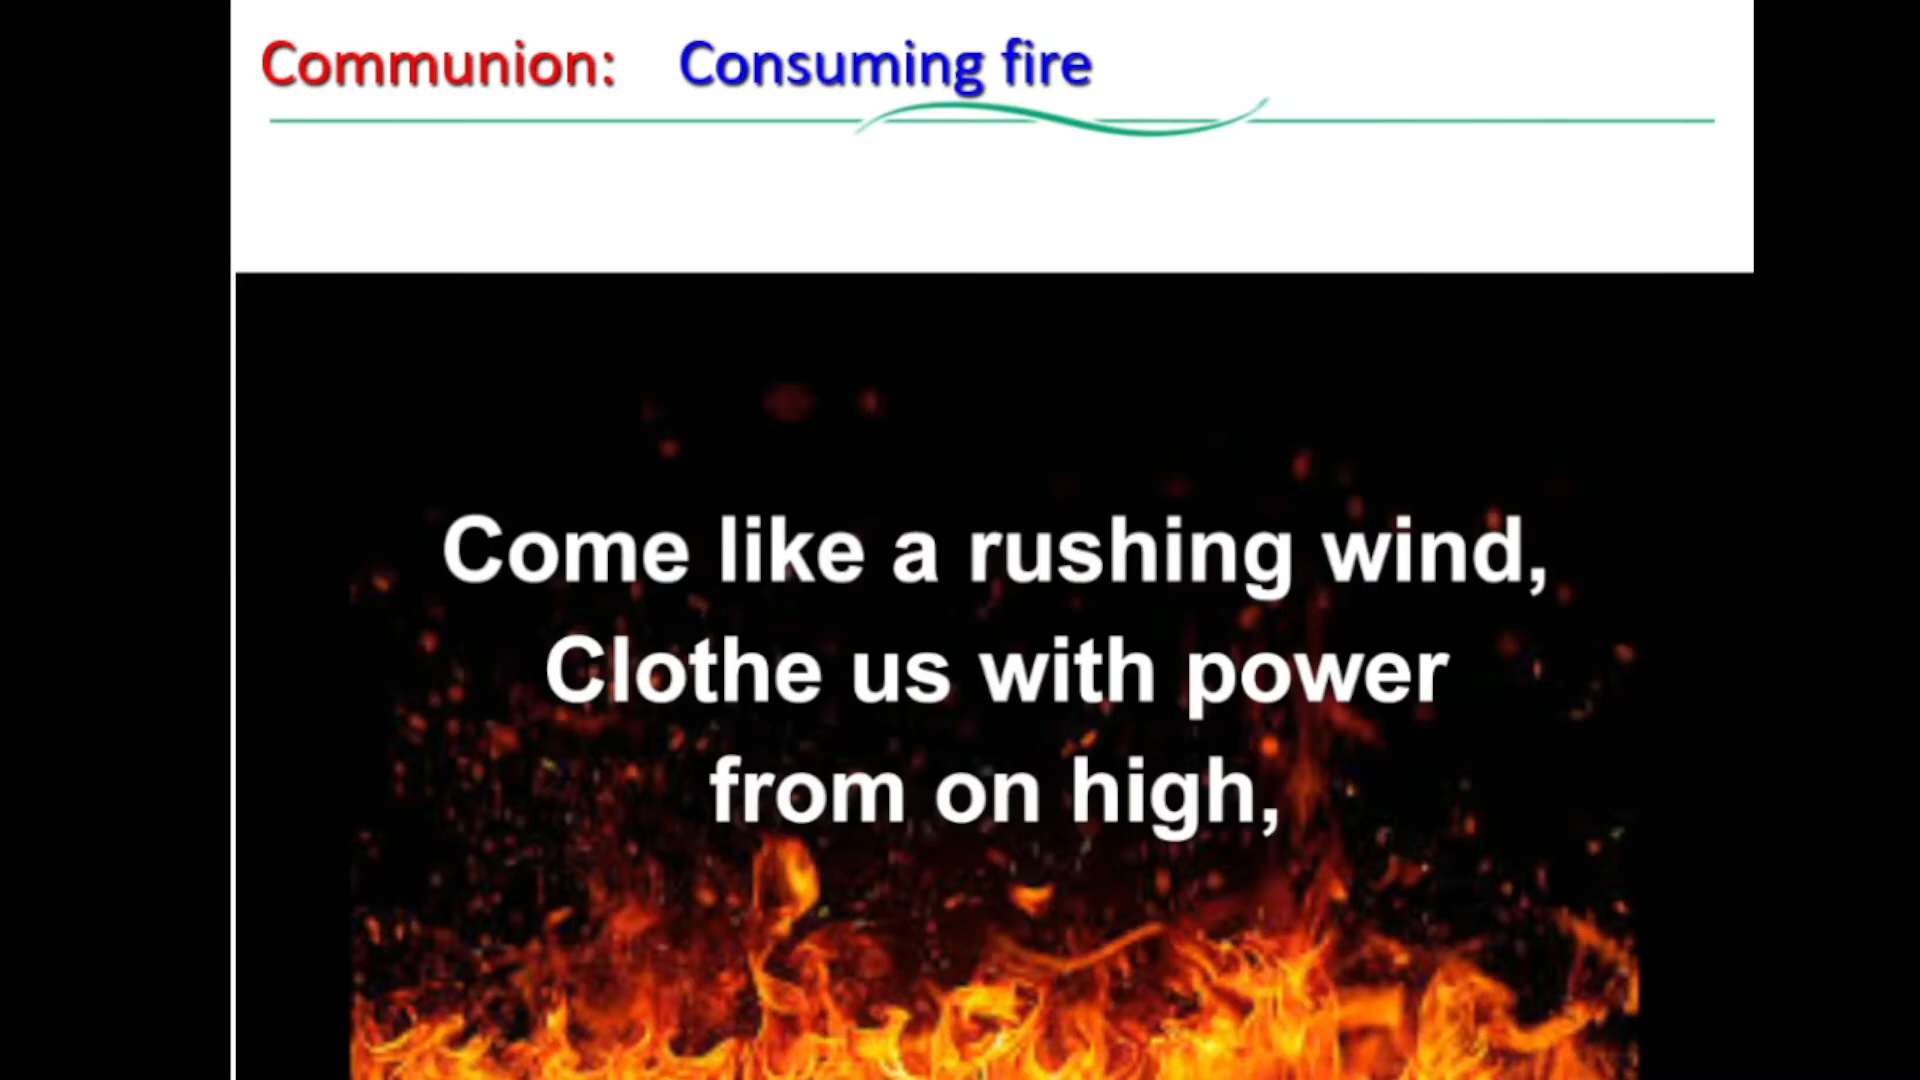 Communion: Consuming fire
Come like a rushing wind,
Clothe us with power
from on high,